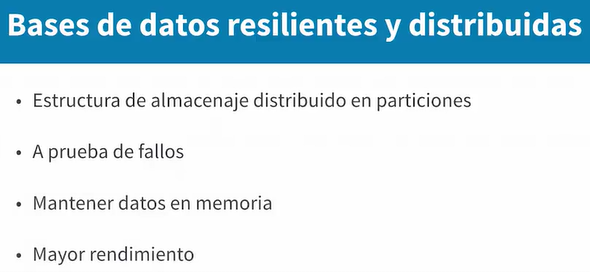 Bases de datos resilientes y distribuidas
• Estructura de almacenaje distribuido en particiones
• A prueba de fallos
• Mantener datos en memoria
• Mayor rendimiento